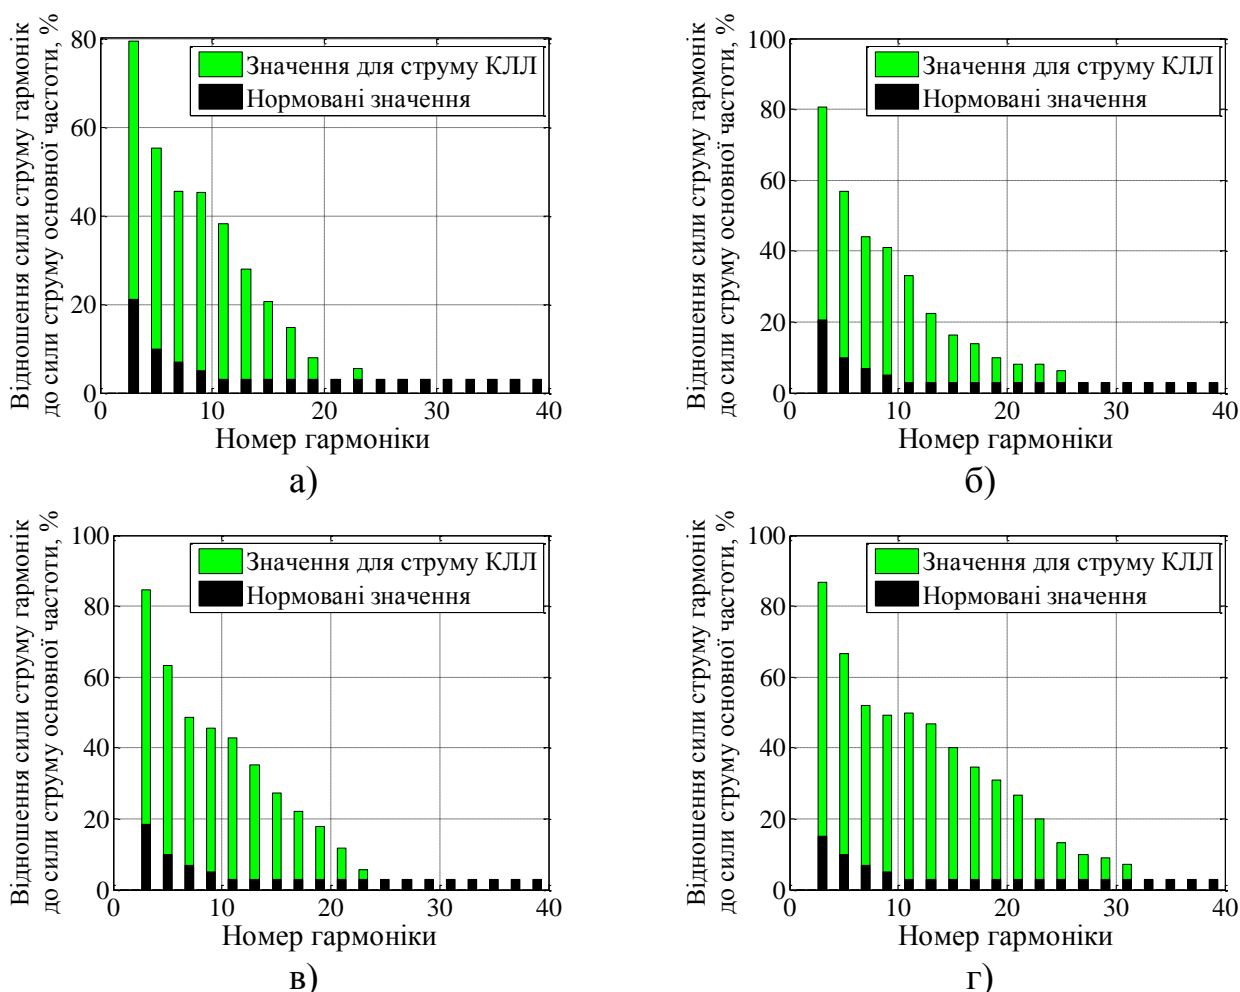 Відношення сили струму гармонік
до сили струму основної частоти, %
80
60
40
20
0
Значення для струму КЛЛ
Нормовані значення
0 10 20 30 40
Номер гармоніки
а)
Відношення сили струму гармонік
до сили струму основної частоти, %
100
80
60
40
20
0
Значення для струму КЛЛ
Нормовані значення
0 10 20 30 40
Номер гармоніки
б)
Відношення сили струму гармонік
до сили струму основної частоти, %
100
80
60
40
20
0
Значення для струму КЛЛ
Нормовані значення
0 10 20 30 40
Номер гармоніки
в)
Відношення сили струму гармонік
до сили струму основної частоти, %
100
80
60
40
20
0
Значення для струму КЛЛ
Нормовані значення
0 10 20 30 40
Номер гармоніки
г)